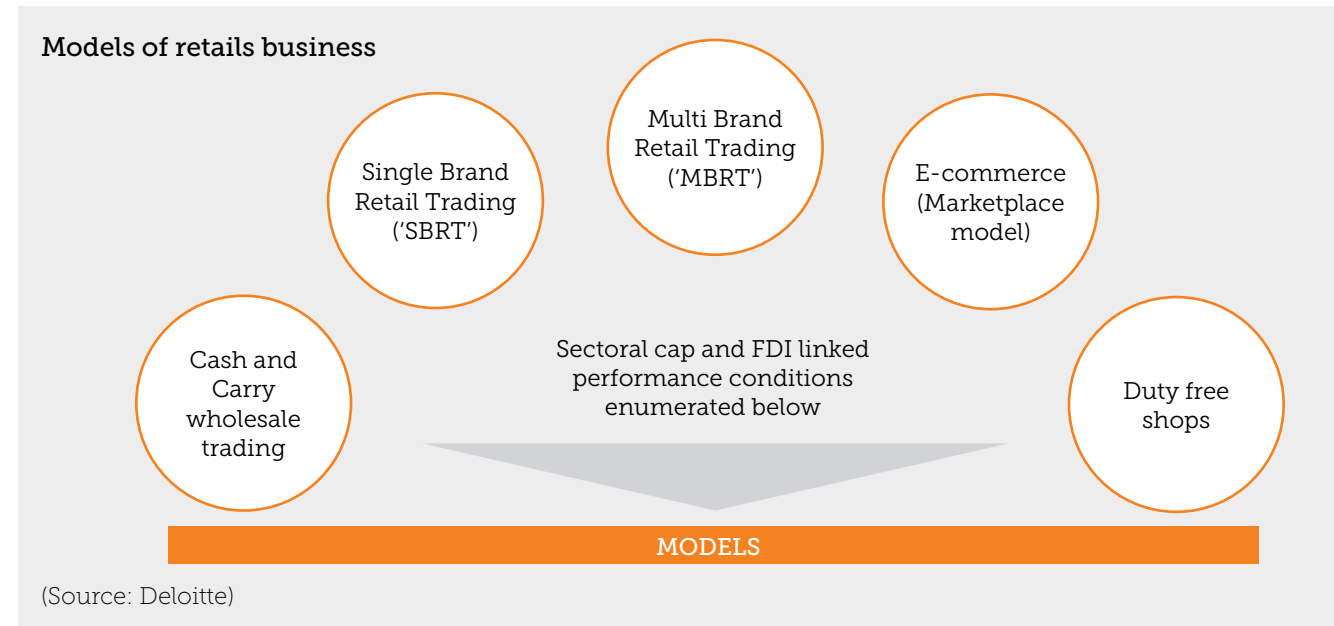 Models of retails business
Cash and
Carry
wholesale
trading
Single Brand
Retail Trading
(‘SBRT’)
Multi Brand
Retail Trading
(‘MBRT’)
E-commerce
(Marketplace
model)
Duty free
shops
Sectoral cap and FDI linked
performance conditions
enumerated below
MODELS
(Source: Deloitte)